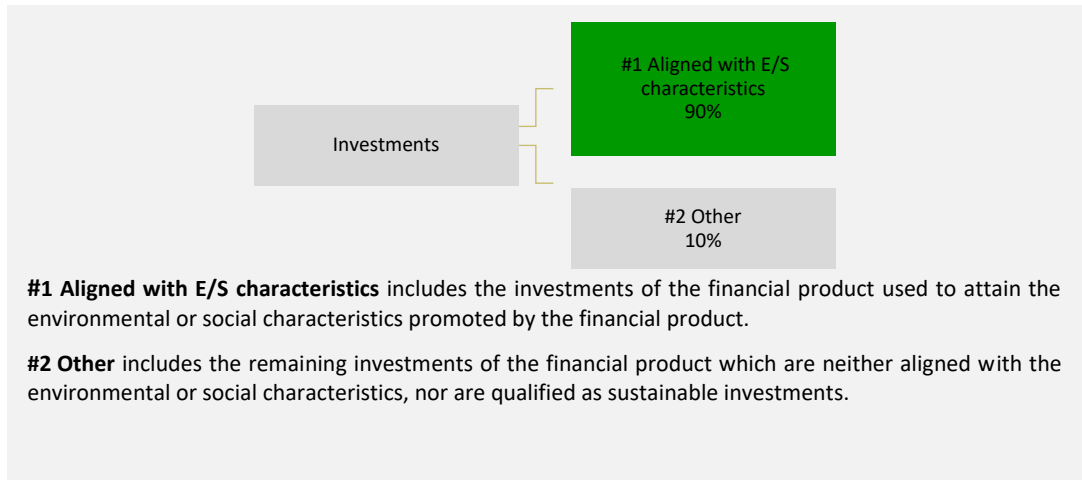 #1 Aligned with E/S
characteristics
90%
Investments
#2 Other
10%
#1 Aligned with E/S characteristics includes the investments of the financial product used to attain the
environmental or social characteristics promoted by the financial product.
#2 Other includes the remaining investments of the financial product which are neither aligned with the
environmental or social characteristics, nor are qualified as sustainable investments.